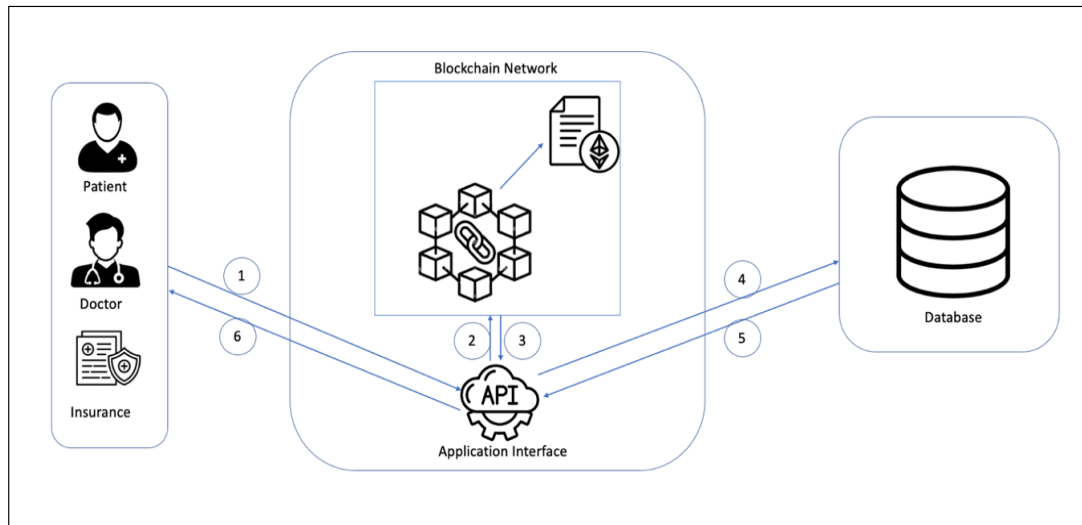 Blockchain Network
Patient
Doctor
Insurance
1
6
2
3
4
5
API
Application Interface
Database